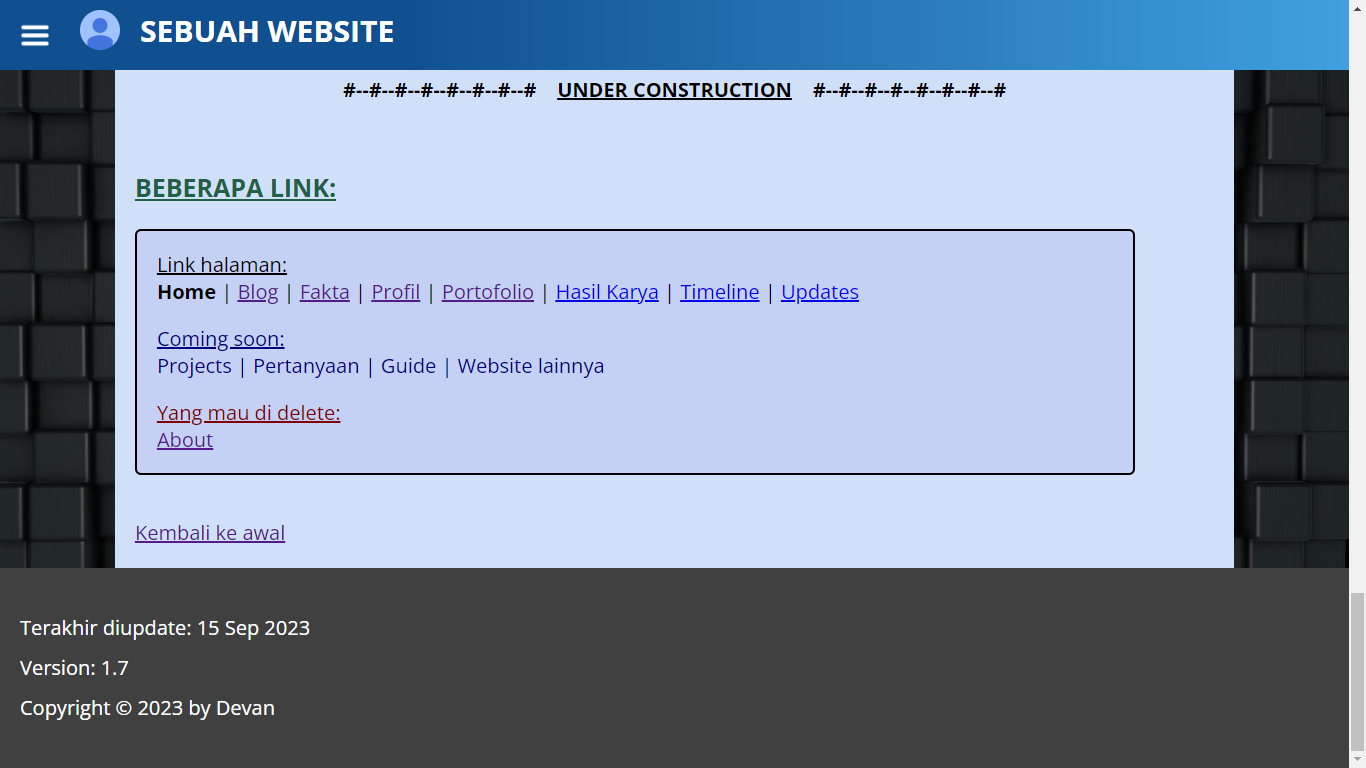 SEBUAH WEBSITE
#--#--#--#--#--#--#--# UNDER CONSTRUCTION #--#--#--#--#--#--#--#
BEBERAPA LINK:
Link halaman:
Home | Blog | Fakta | Profil | Portofolio | Hasil Karya | Timeline | Updates
Coming soon:
Projects | Pertanyaan | Guide | Website lainnya
Yang mau di delete:
About
Kembali ke awal
Terakhir diupdate: 15 Sep 2023
Version: 1.7
Copyright © 2023 by Devan